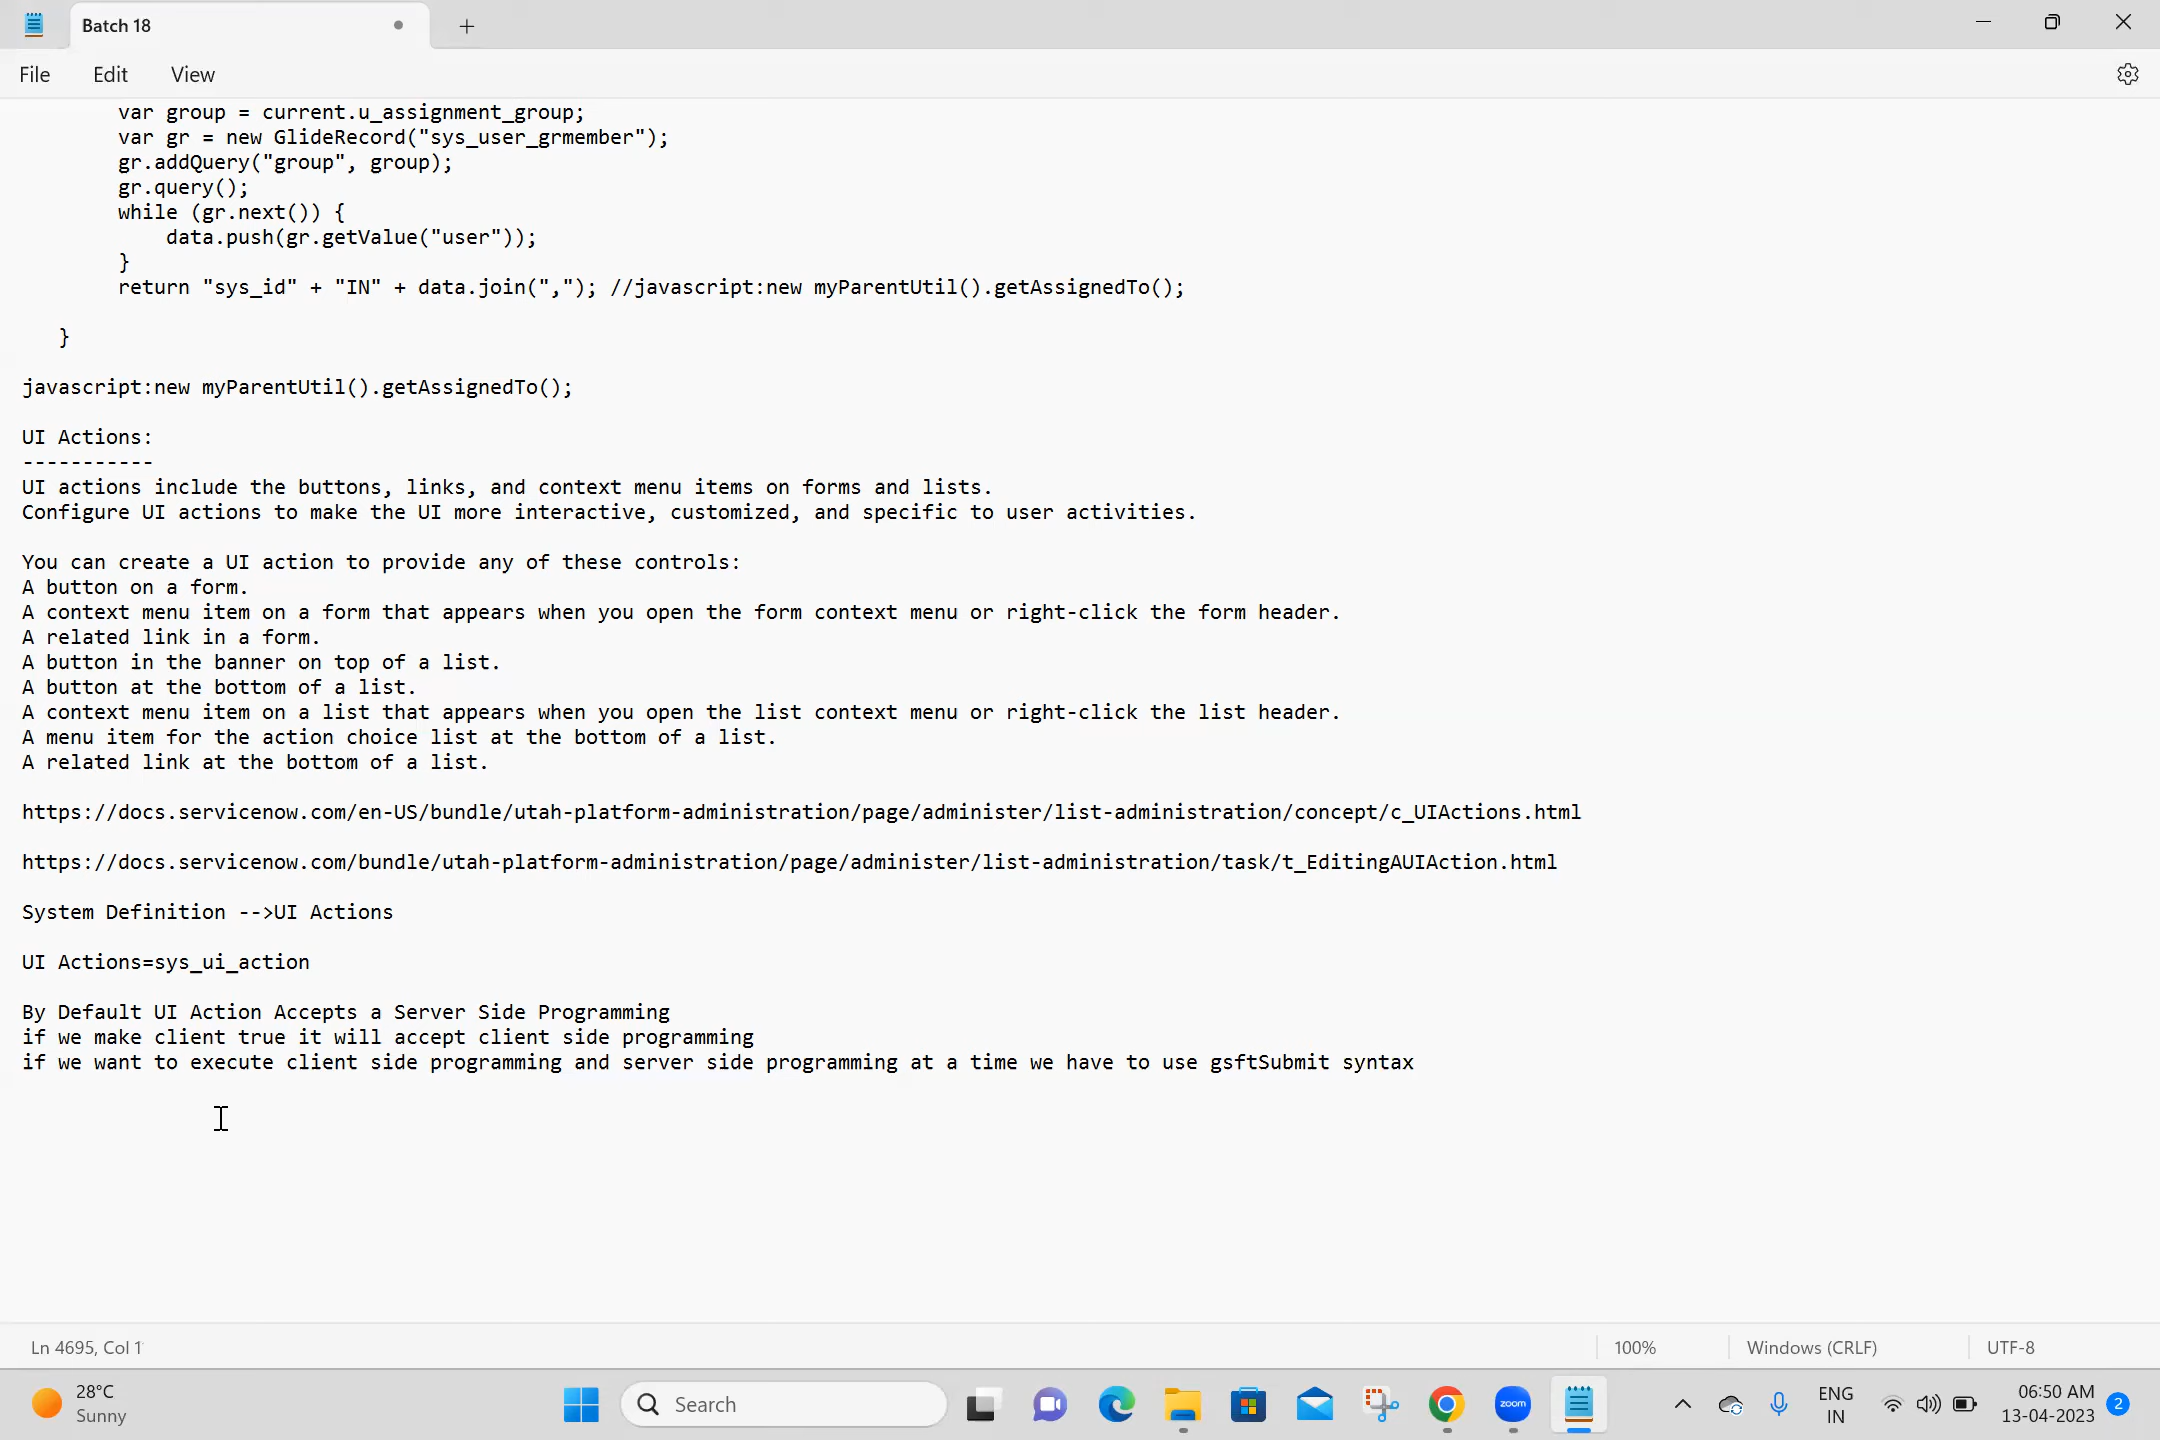 Batch 18
File Edit View
var group = current.u_assignment_group;
var gr = new GlideRecord("sys_user_grmember");
gr.addQuery("group", group);
gr.query();
while (gr.next()) {
data.push(gr.getValue("user"));
}
return "sys_id" + "IN" + data.join(","); //javascript:new myParentUtil().getAssignedTo();
}
javascript:new myParentUtil().getAssignedTo();
UI Actions:
-----------
UI actions include the buttons, links, and context menu items on forms and lists.
Configure UI actions to make the UI more interactive, customized, and specific to user activities.
You can create a UI action to provide any of these controls:
A button on a form.
A context menu item on a form that appears when you open the form context menu or right-click the form header.
A related link in a form.
A button in the banner on top of a list.
A button at the bottom of a list.
A context menu item on a list that appears when you open the list context menu or right-click the list header.
A menu item for the action choice list at the bottom of a list.
A related link at the bottom of a list.
https://docs.servicenow.com/en-US/bundle/utah-platform-administration/page/administer/list-administration/concept/c_UIActions.html
https://docs.servicenow.com/bundle/utah-platform-administration/page/administer/list-administration/task/t_EditingAUIAction.html
System Definition -->UI Actions
UI Actions=sys_ui_action
By Default UI Action Accepts a Server Side Programming
if we make client true it will accept client side programming
if we want to execute client side programming and server side programming at a time we have to use gsftSubmit syntax
Ln 4695, Col 1 100% Windows (CRLF) UTF-8
28°C
Sunny
Search
zoom
ENG
IN
06:50 AM
13-04-2023
2